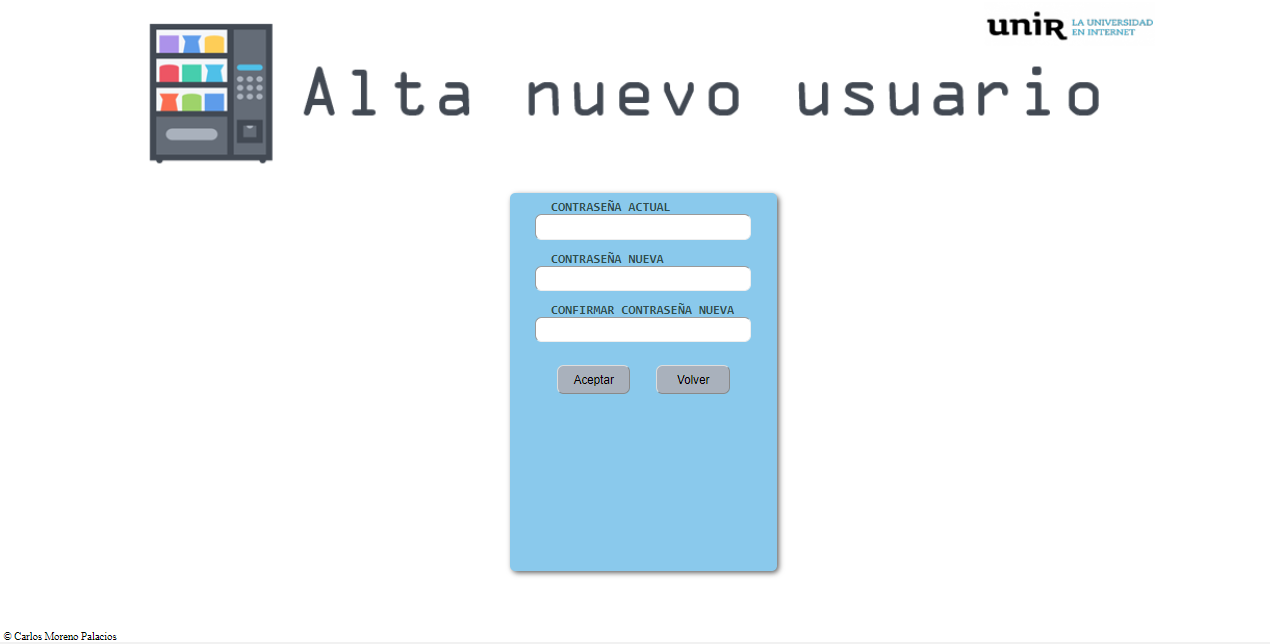 unir LA UNIVERSIDAD
EN INTERNET
Alta nuevo usuario
CONTRASEÑA ACTUAL
CONTRASEÑA NUEVA
CONFIRMAR CONTRASEÑA NUEVA
Aceptar Volver
© Carlos Moreno Palacios